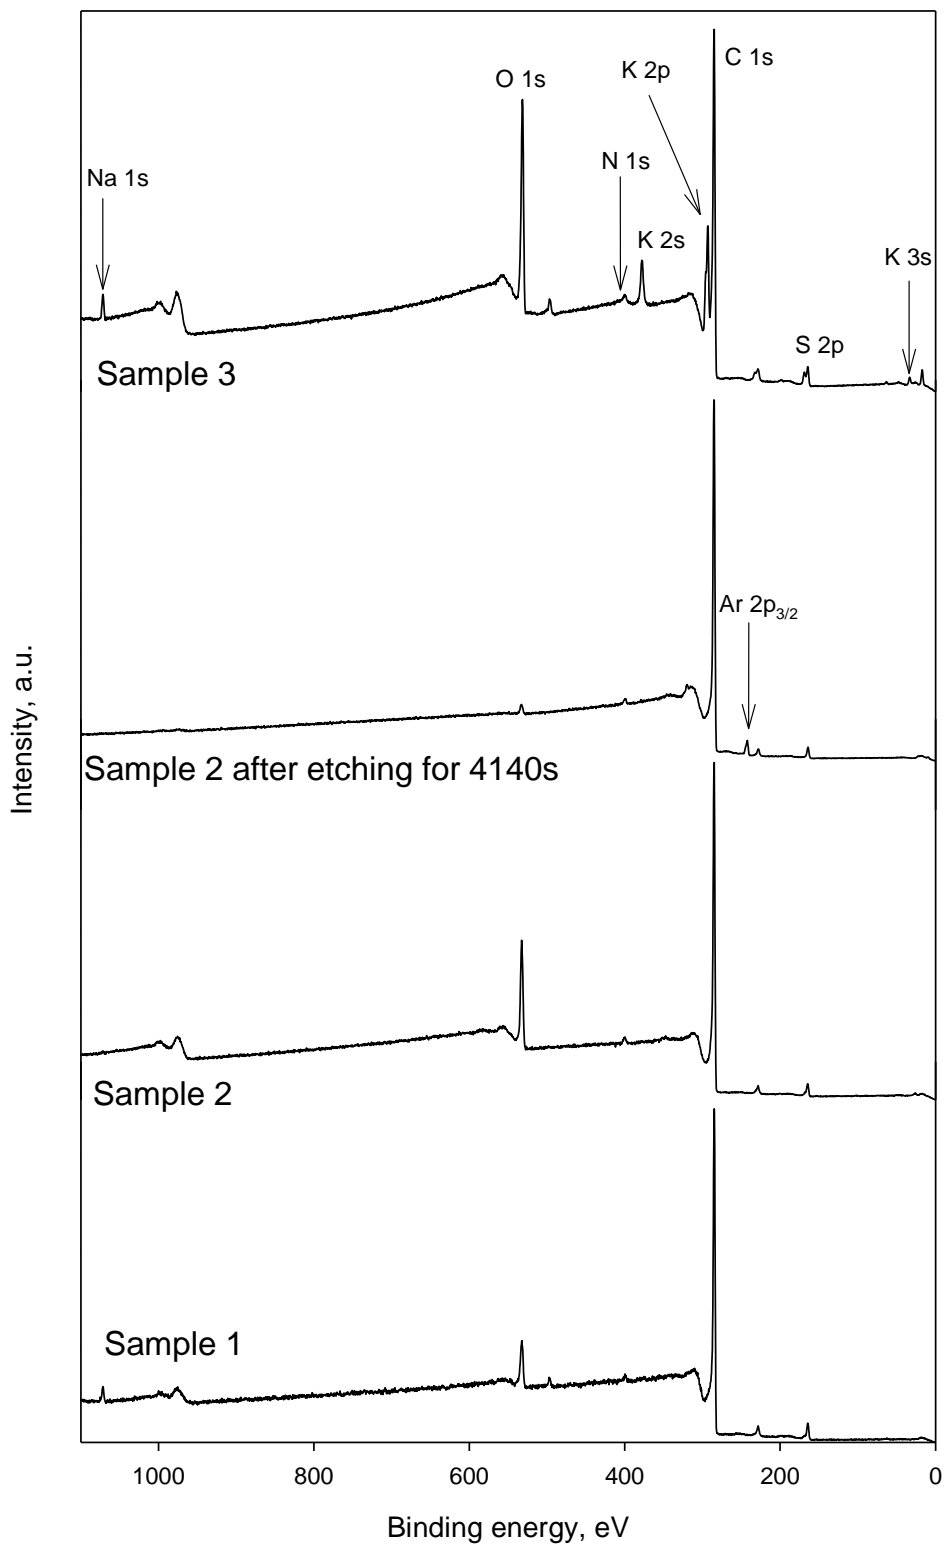 C 1s
K 2p
O 1s
N 1s
Na 1s
K 2s
K 3s
S 2p
Sample 3
Ar 2p3/2
Intensity, a.u.
Sample 2 after etching for 4140s
Sample 2
Sample 1
1000 800 600 400 200 0
Binding energy, eV